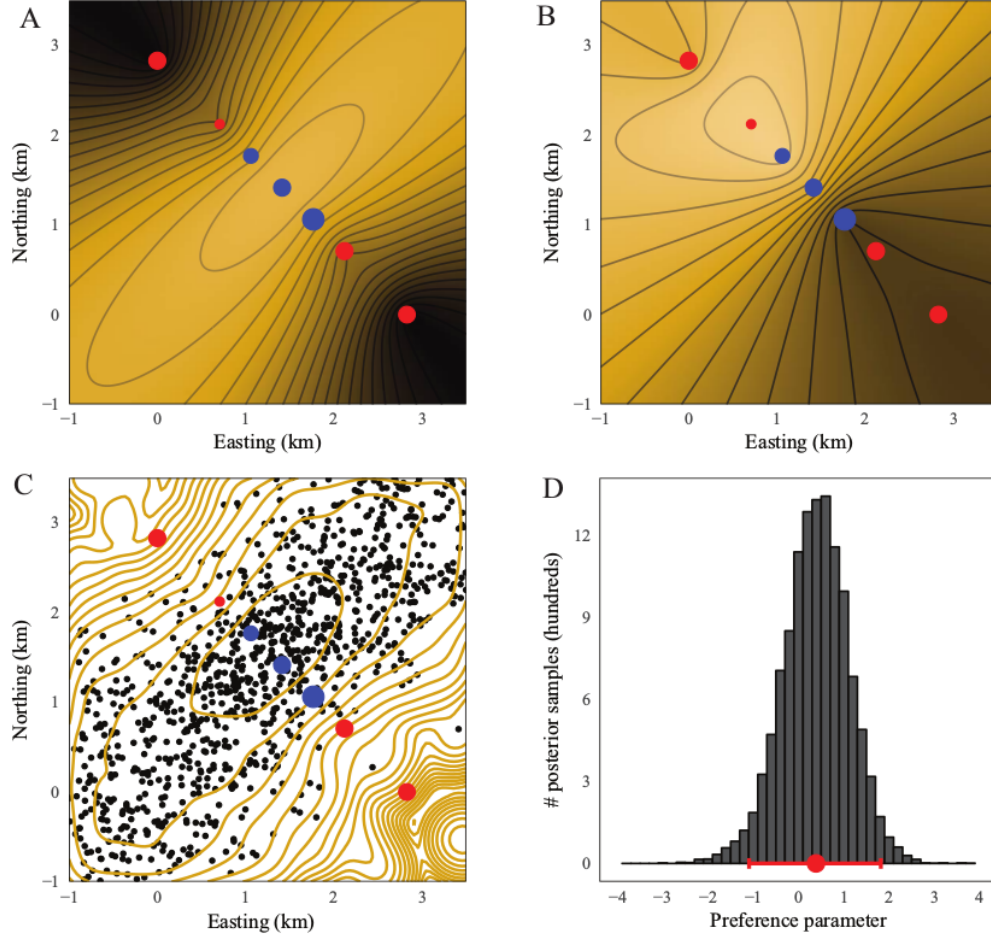 A
3
2
1
0
−1
−1 0 1 2 3
Northing (km)
Easting (km)
B
3
2
1
0
−1
−1 0 1 2 3
Northing (km)
Easting (km)
C
3
2
1
0
−1
−1 0 1 2 3
Northing (km)
Easting (km)
D
12
9
6
3
0
−4 −3 −2 −1 0 1 2 3 4
# posterior samples (hundreds)
Preference parameter